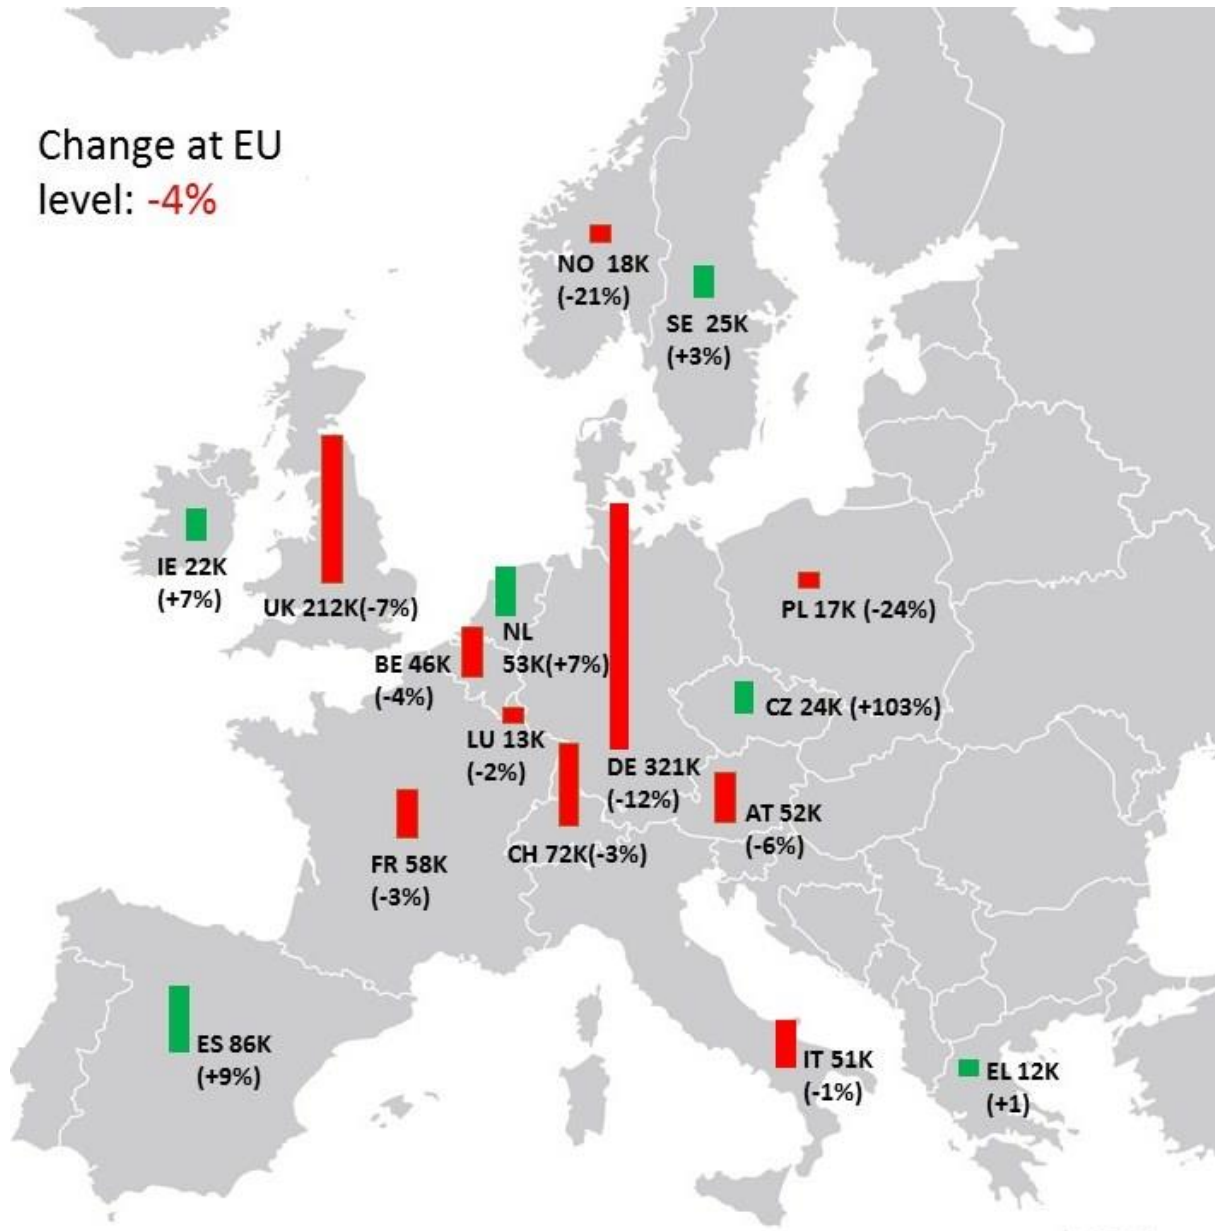 Change at EU
level: -4%
NO  18K
(-21%)
SE  25K
(+3%)
IE 22K
(+7%)
UK 212K(-7%)
NL
53K(+7%)
BE 46K
(-4%)
PL 17K (-24%)
CZ 24K (+103%)
LU 13K
(-2%)
DE 321K
(-12%)
AT 52K
(-6%)
CH 72K(-3%)
FR 58K
(-3%)
ES 86K
(+9%)
IT 51K
(-1%)
EL 12K
(+1)